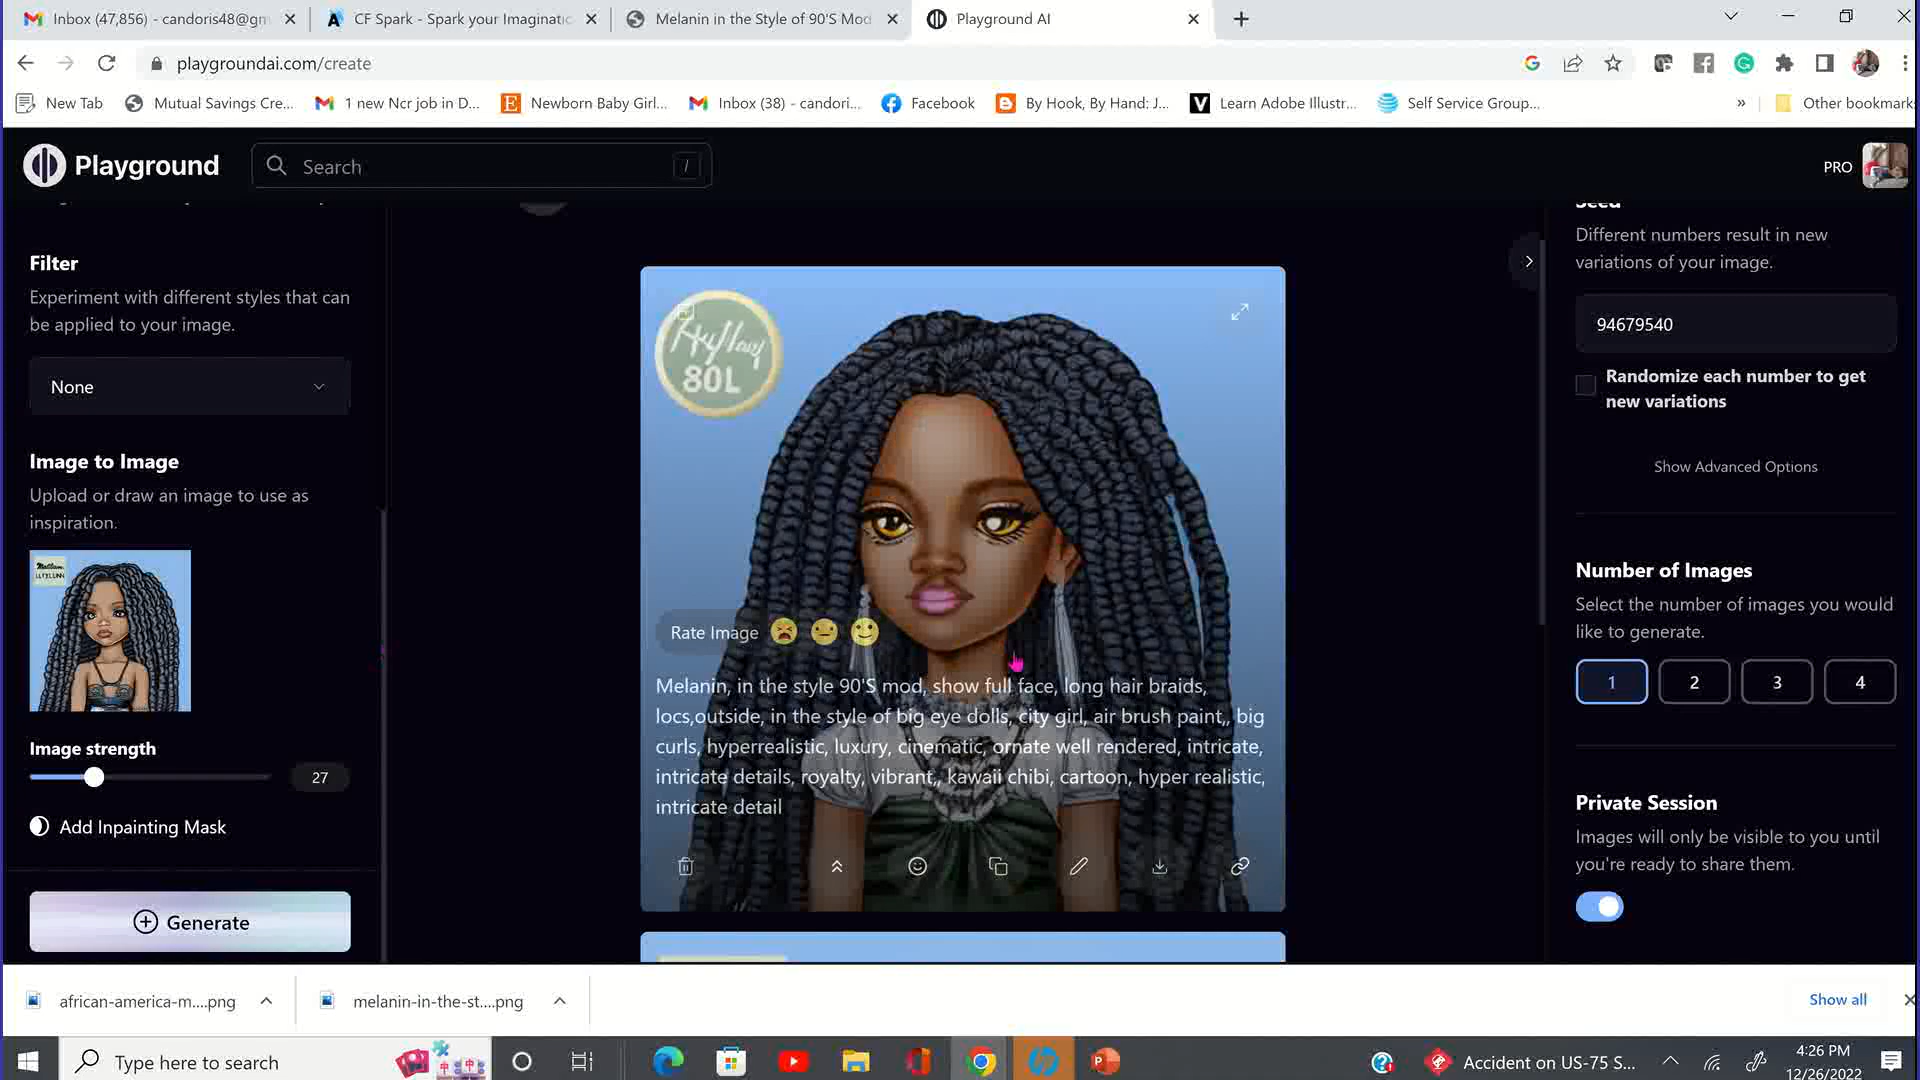 Inbox (47,856) - candoris48@gm
CF Spark - Spark your Imaginatic
Melanin in the Style of 90'S Mod
Playground AI
playgroundai.com/create
New Tab
Mutual Savings Cre...
1 new Ncr job in D...
Newborn Baby Girl...
Inbox (38) - candori...
Facebook
By Hook, By Hand: J...
Learn Adobe Illustr...
Self Service Group...
»
Other bookmark
Playground
Search
/
PRO
Filter
Experiment with different styles that can
be applied to your image.
None
Image to Image
Upload or draw an image to use as
inspiration.
Image strength
27
Add Inpainting Mask
Generate
80L
Rate Image
Melanin, in the style 90'S mod, show full face, long hair braids,
locs,outside, in the style of big eye dolls, city girl, air brush paint,, big
curls, hyperrealistic, luxury, cinematic, ornate well rendered, intricate,
intricate details, royalty, vibrant,, kawaii chibi, cartoon, hyper realistic,
intricate detail
Seed
Different numbers result in new
variations of your image.
94679540
Randomize each number to get
new variations
Show Advanced Options
Number of Images
Select the number of images you would
like to generate.
1
2
3
4
Private Session
Images will only be visible to you until
you're ready to share them.
african-america-m....png
melanin-in-the-st....png
Show all
Type here to search
Accident on US-75 S...
4:26 PM
12/26/2022